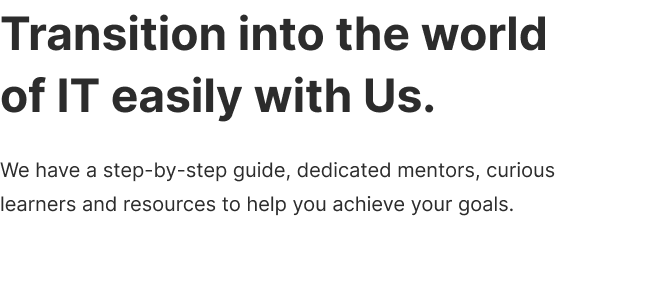 Transition into the world
of IT easily with Us.
We have a step-by-step guide, dedicated mentors, curious
learners and resources to help you achieve your goals.